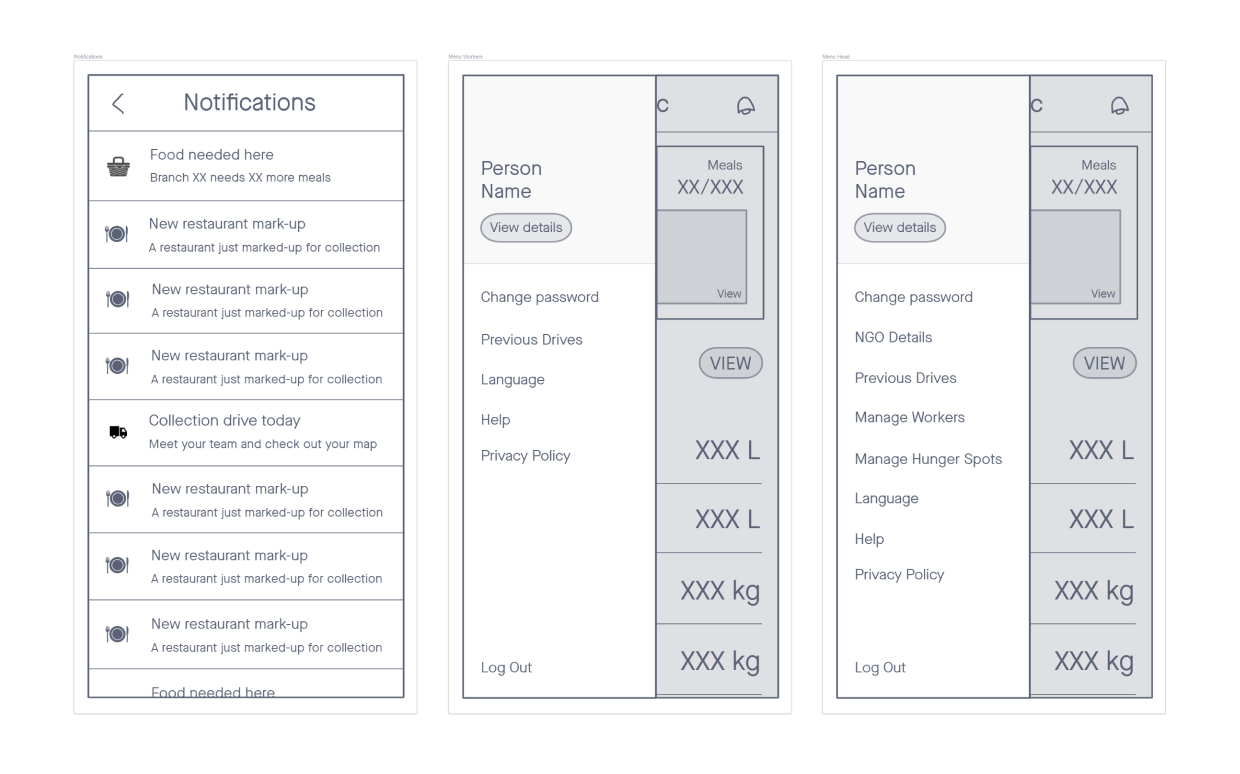 Notifications
Notifications
Food needed here
Branch XX needs XX more meals
New restaurant mark-up
A restaurant just marked-up for collection
New restaurant mark-up
A restaurant just marked-up for collection
New restaurant mark-up
A restaurant just marked-up for collection
Collection drive today
Meet your team and check out your map
New restaurant mark-up
A restaurant just marked-up for collection
New restaurant mark-up
A restaurant just marked-up for collection
New restaurant mark-up
A restaurant just marked-up for collection
Food needed here
Menu Workers
C
Person
Name
View details
Meals
XX/XXX
View
Change password
Previous Drives
Language
Help
Privacy Policy
Log Out
VIEW
XXX L
XXX L
XXX kg
XXX kg
Menu Head
C
Person
Name
View details
Meals
XX/XXX
View
Change password
NGO Details
Previous Drives
Manage Workers
Manage Hunger Spots
Language
Help
Privacy Policy
Log Out
VIEW
XXX L
XXX L
XXX kg
XXX kg